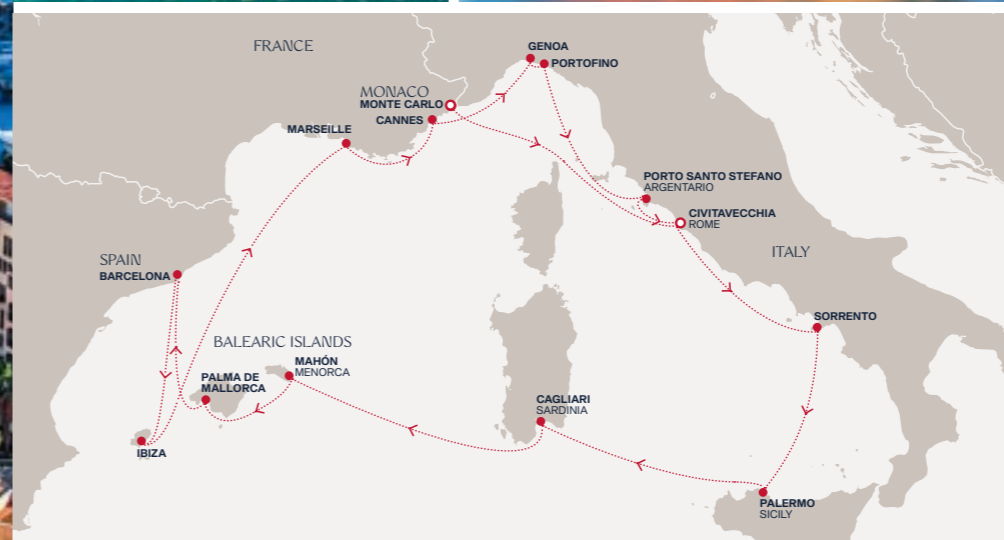 FRANCE
GENOA
PORTOFINO
MONACO
MONTE CARLO
CANNES
MARSEILLE
PORTO SANTO STEFANO
ARGENTARIO
CIVITAVECCHIA
ROME
ITALY
SPAIN
BARCELONA
SORRENTO
BALEARIC ISLANDS
MAHÓN
MENORCA
PALMA DE
MALLORCA
CAGLIARI
SARDINIA
IBIZA
PALERMO
SICILY